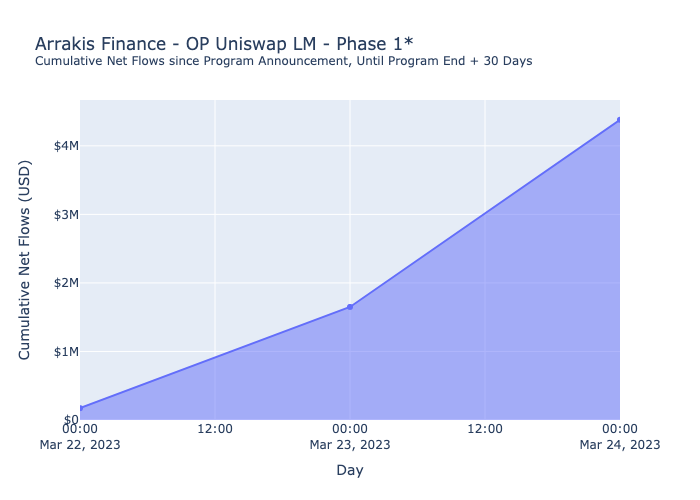 Arrakis Finance - OP Uniswap LM - Phase 1*
Cumulative Net Flows since Program Announcement, Until Program End + 30 Days
Cumulative Net Flows (USD)
$4M
$3M
$2M
$1M
$0
00:00 12:00 00:00 12:00 00:00
Mar 22, 2023 Mar 23, 2023 Mar 24, 2023
Day